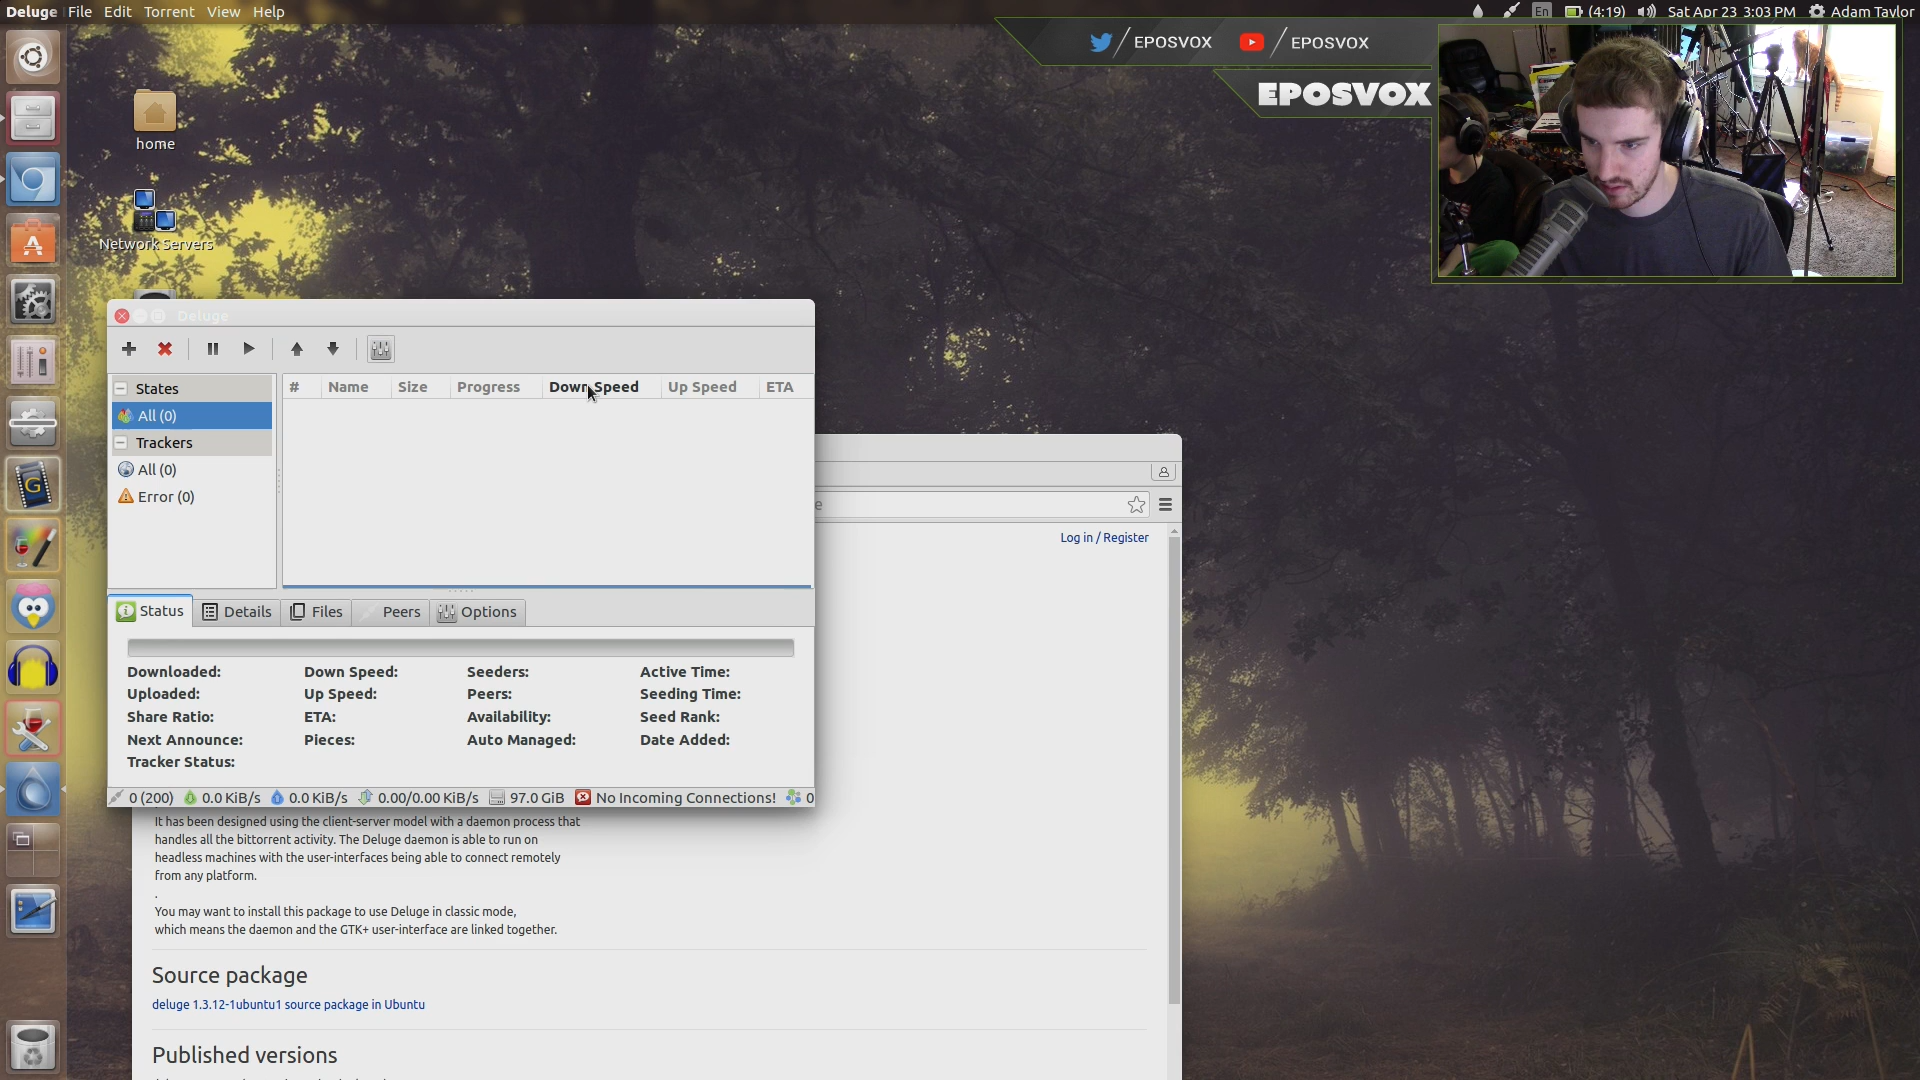 Deluge File Edit Torrent View Help
En (4:19) Sat Apr 23 3:03 PM Adam Taylor
EPOSVOX EPOSVOX
EPOSVOX
home
Network Servers
Deluge
States
All (0)
Trackers
All (0)
Error (0)
# Name Size Progress Down Speed Up Speed ETA
Status Details Files Peers Options
Downloaded: Down Speed: Seeders: Active Time:
Uploaded: Up Speed: Peers: Seeding Time:
Share Ratio: ETA: Availability: Seed Rank:
Next Announce: Pieces: Auto Managed: Date Added:
Tracker Status:
0 (200) 0.0 KiB/s 0.0 KiB/s 0.00/0.00 KiB/s 97.0 GiB No Incoming Connections! 0
Log in / Register
It has been designed using the client-server model with a daemon process that
handles all the bittorrent activity. The Deluge daemon is able to run on
headless machines with the user-interfaces being able to connect remotely
from any platform.
.
You may want to install this package to use Deluge in classic mode,
which means the daemon and the GTK+ user-interface are linked together.
Source package
deluge 1.3.12-1ubuntu1 source package in Ubuntu
Published versions